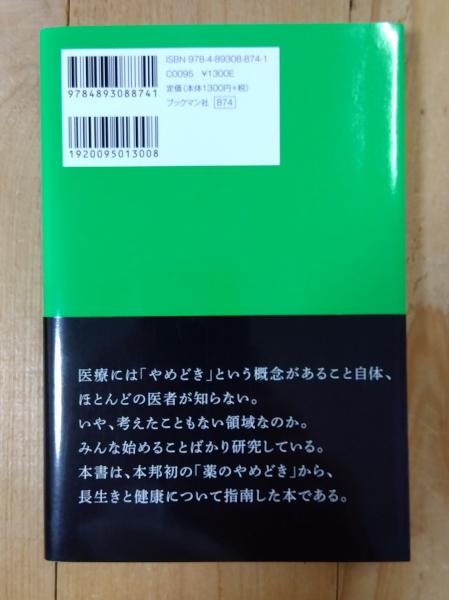 ISBN 978-4-89308-874-1
C0095 ¥1300E
定価(本体1300円+税)
ブックマン社 874
9784893088741
1920095013008
医療には「やめどき」という概念があること自体、
ほとんどの医者が知らない。
いや、考えたこともない領域なのか。
みんな始めることばかり研究している。
本書は、本邦初の「薬のやめどき」から、
長生きと健康について指南した本である。